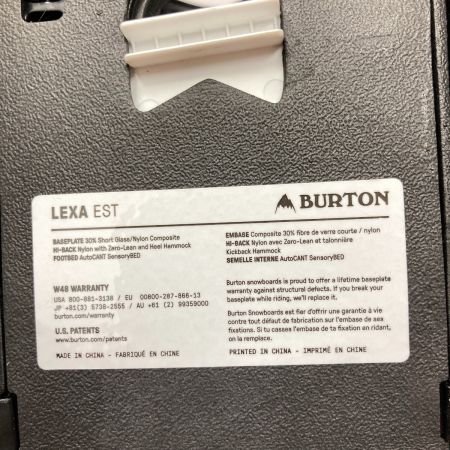 LEXA EST
BURTON
BASEPLATE 30% Short Glass/Nylon Composite
HI-BACK Nylon with Zero-Lean and Heel Hammock
FOOTBED AutoCANT SensoryBED
EMBASE Composite 30% fibre de verre courte / nylon
HI-BACK Nylon avec Zero-Lean et talonnière
Kickback Hammock
SEMELLE INTERNE AutoCANT SensoryBED
W48 WARRANTY
USA 800-881-3138 / EU 00800-287-866-13
JP +81(3) 5738-2555 / AU +61 (2) 99359000
burton.com/warranty
U.S. PATENTS
www.burton.com/patents
MADE IN CHINA - FABRIQUÉ EN CHINE
Burton snowboards is proud to offer a lifetime baseplate
warranty against structural defects. If you break your
baseplate while riding, we'll replace it.
Burton Snowboards est fier d'offrir une garantie à vie
contre tout défaut de fabrication sur l'embase de ses
fixations. Si tu casses l'embase de ta fixation en ridant,
on la remplace.
PRINTED IN CHINA - IMPRIMÉ EN CHINE